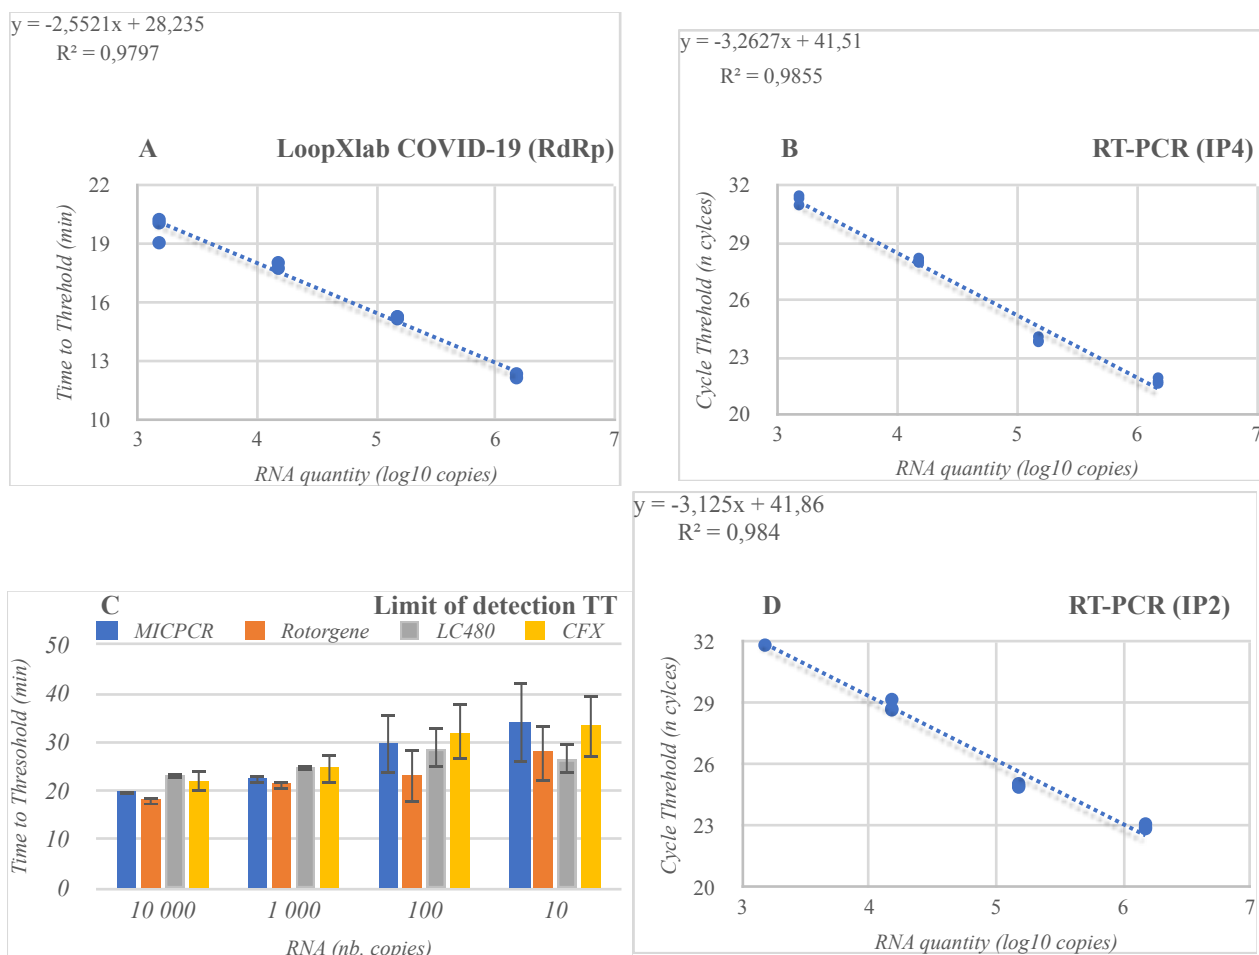 y = -2,5521x + 28,235
R² = 0,9797
A LoopXlab COVID-19 (RdRp)
Time to Threhold (min)
22
19
16
13
10
3 4 5 6 7
RNA quantity (log10 copies)
y = -3,2627x + 41,51
R² = 0,9855
B RT-PCR (IP4)
Cycle Threhold (n cylces)
32
29
26
23
20
3 4 5 6 7
RNA quantity (log10 copies)
C Limit of detection TT
MICPCR Rotorgene LC480 CFX
Time to Thresohold (min)
50
40
30
20
10
0
10 000 1 000 100 10
RNA (nb. copies)
y = -3,125x + 41,86
R² = 0,984
D RT-PCR (IP2)
Cycle Threhold (n cylces)
32
29
26
23
20
3 4 5 6 7
RNA quantity (log10 copies)